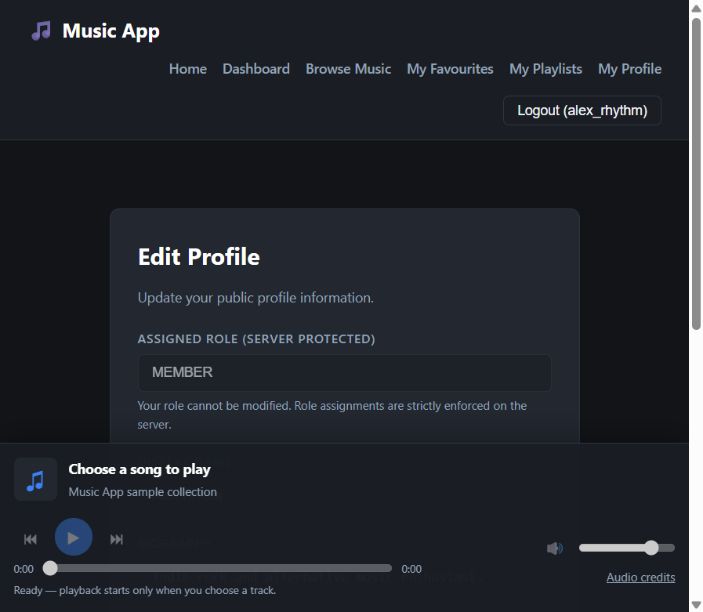 Music App
Home Dashboard Browse Music My Favourites My Playlists My Profile
Logout (alex_rhythm)
Edit Profile
Update your public profile information.
ASSIGNED ROLE (SERVER PROTECTED)
MEMBER
Your role cannot be modified. Role assignments are strictly enforced on the
server.
Choose a song to play
Music App sample collection
0:00 0:00
Audio credits
Ready — playback starts only when you choose a track.